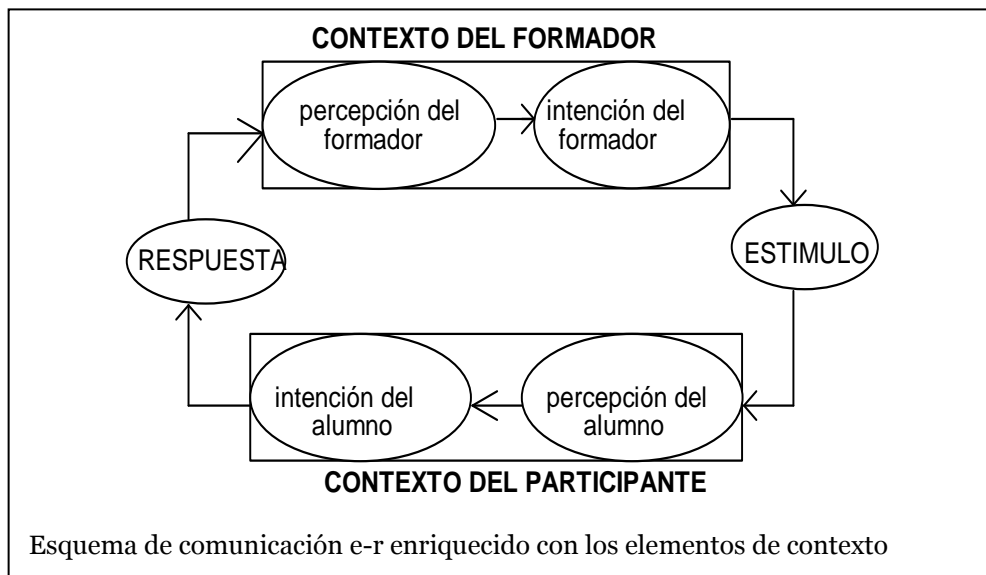 CONTEXTO DEL FORMADOR
percepción del
formador
intención del
formador
RESPUESTA
ESTIMULO
intención del
alumno
percepción del
alumno
CONTEXTO DEL PARTICIPANTE
Esquema de comunicación e-r enriquecido con los elementos de contexto